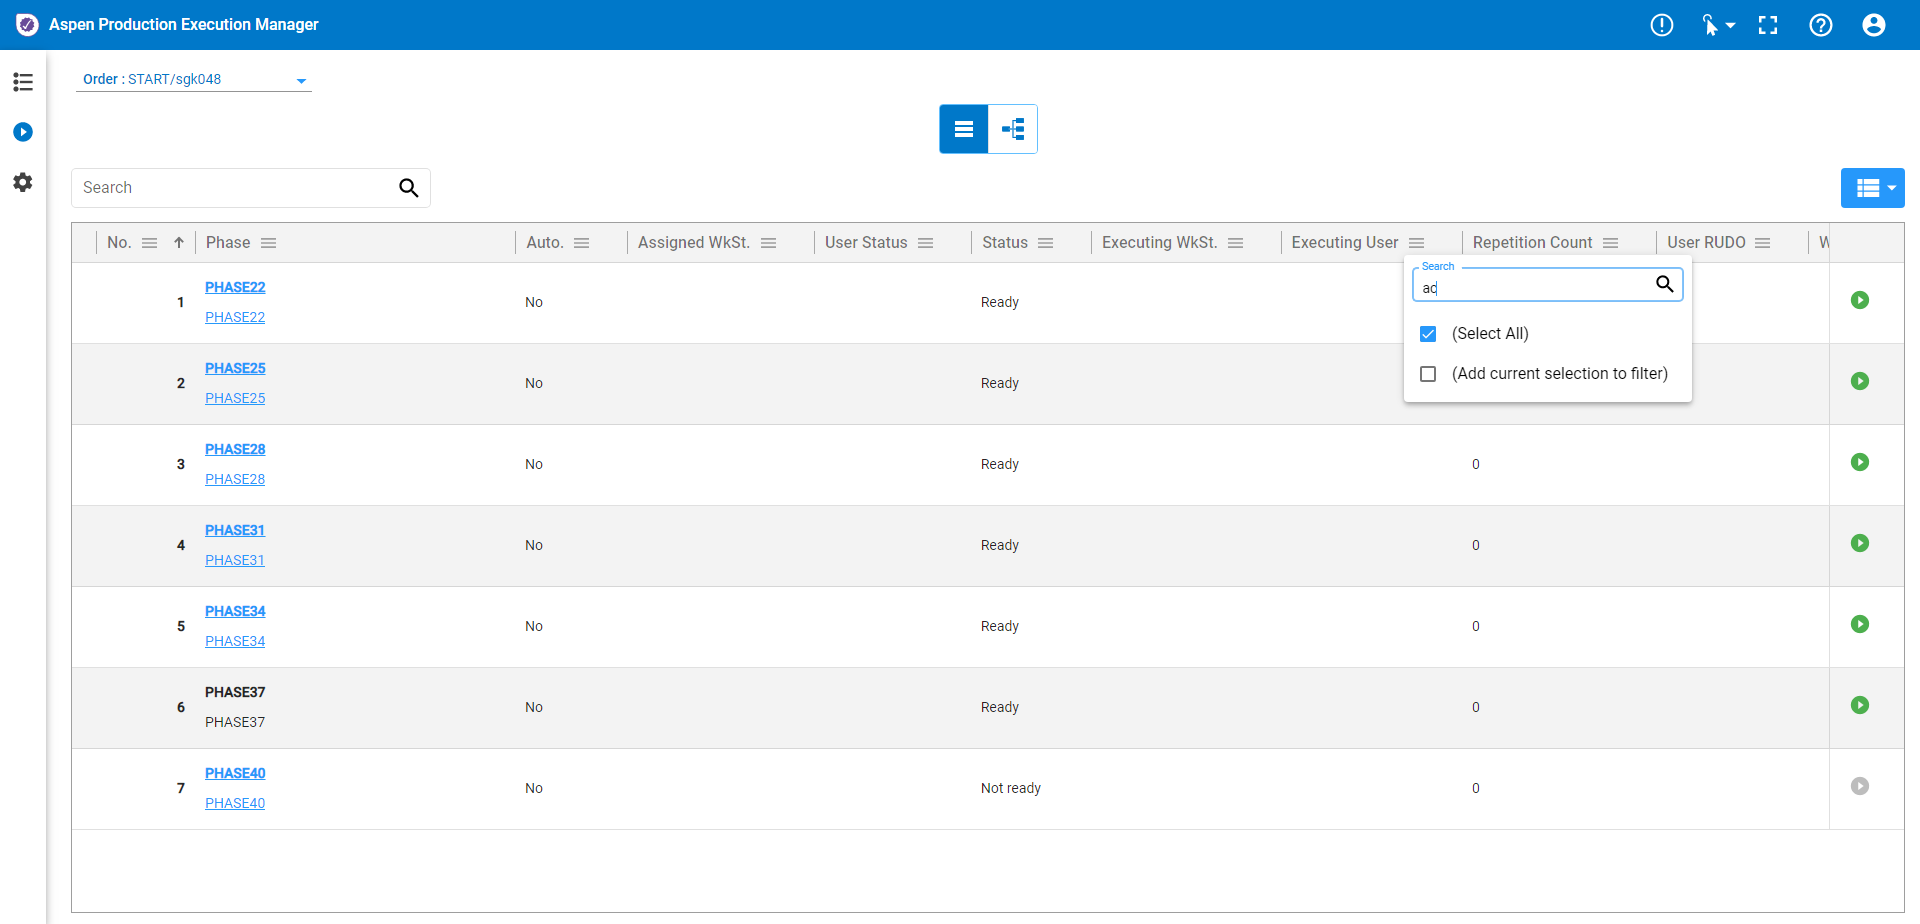 Aspen Production Execution Manager
Order : START/sgk048
Search
No. Phase Auto. Assigned WkSt. User Status Status Executing WkSt. Executing User Repetition Count User RUDO W
Search
ac
(Select All)
(Add current selection to filter)
1 PHASE22 No Ready
PHASE22
2 PHASE25 No Ready
PHASE25
3 PHASE28 No Ready 0
PHASE28
4 PHASE31 No Ready 0
PHASE31
5 PHASE34 No Ready 0
PHASE34
6 PHASE37 No Ready 0
PHASE37
7 PHASE40 No Not ready 0
PHASE40